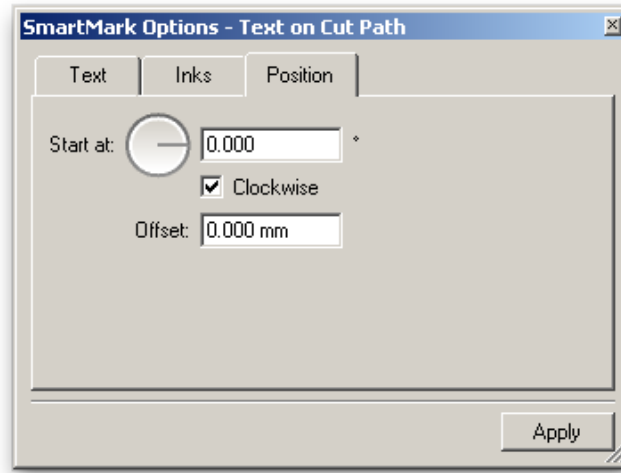 SmartMark Options - Text on Cut Path
Text Inks Position
Start at: 0.000 °
Clockwise
Offset: 0.000 mm
Apply